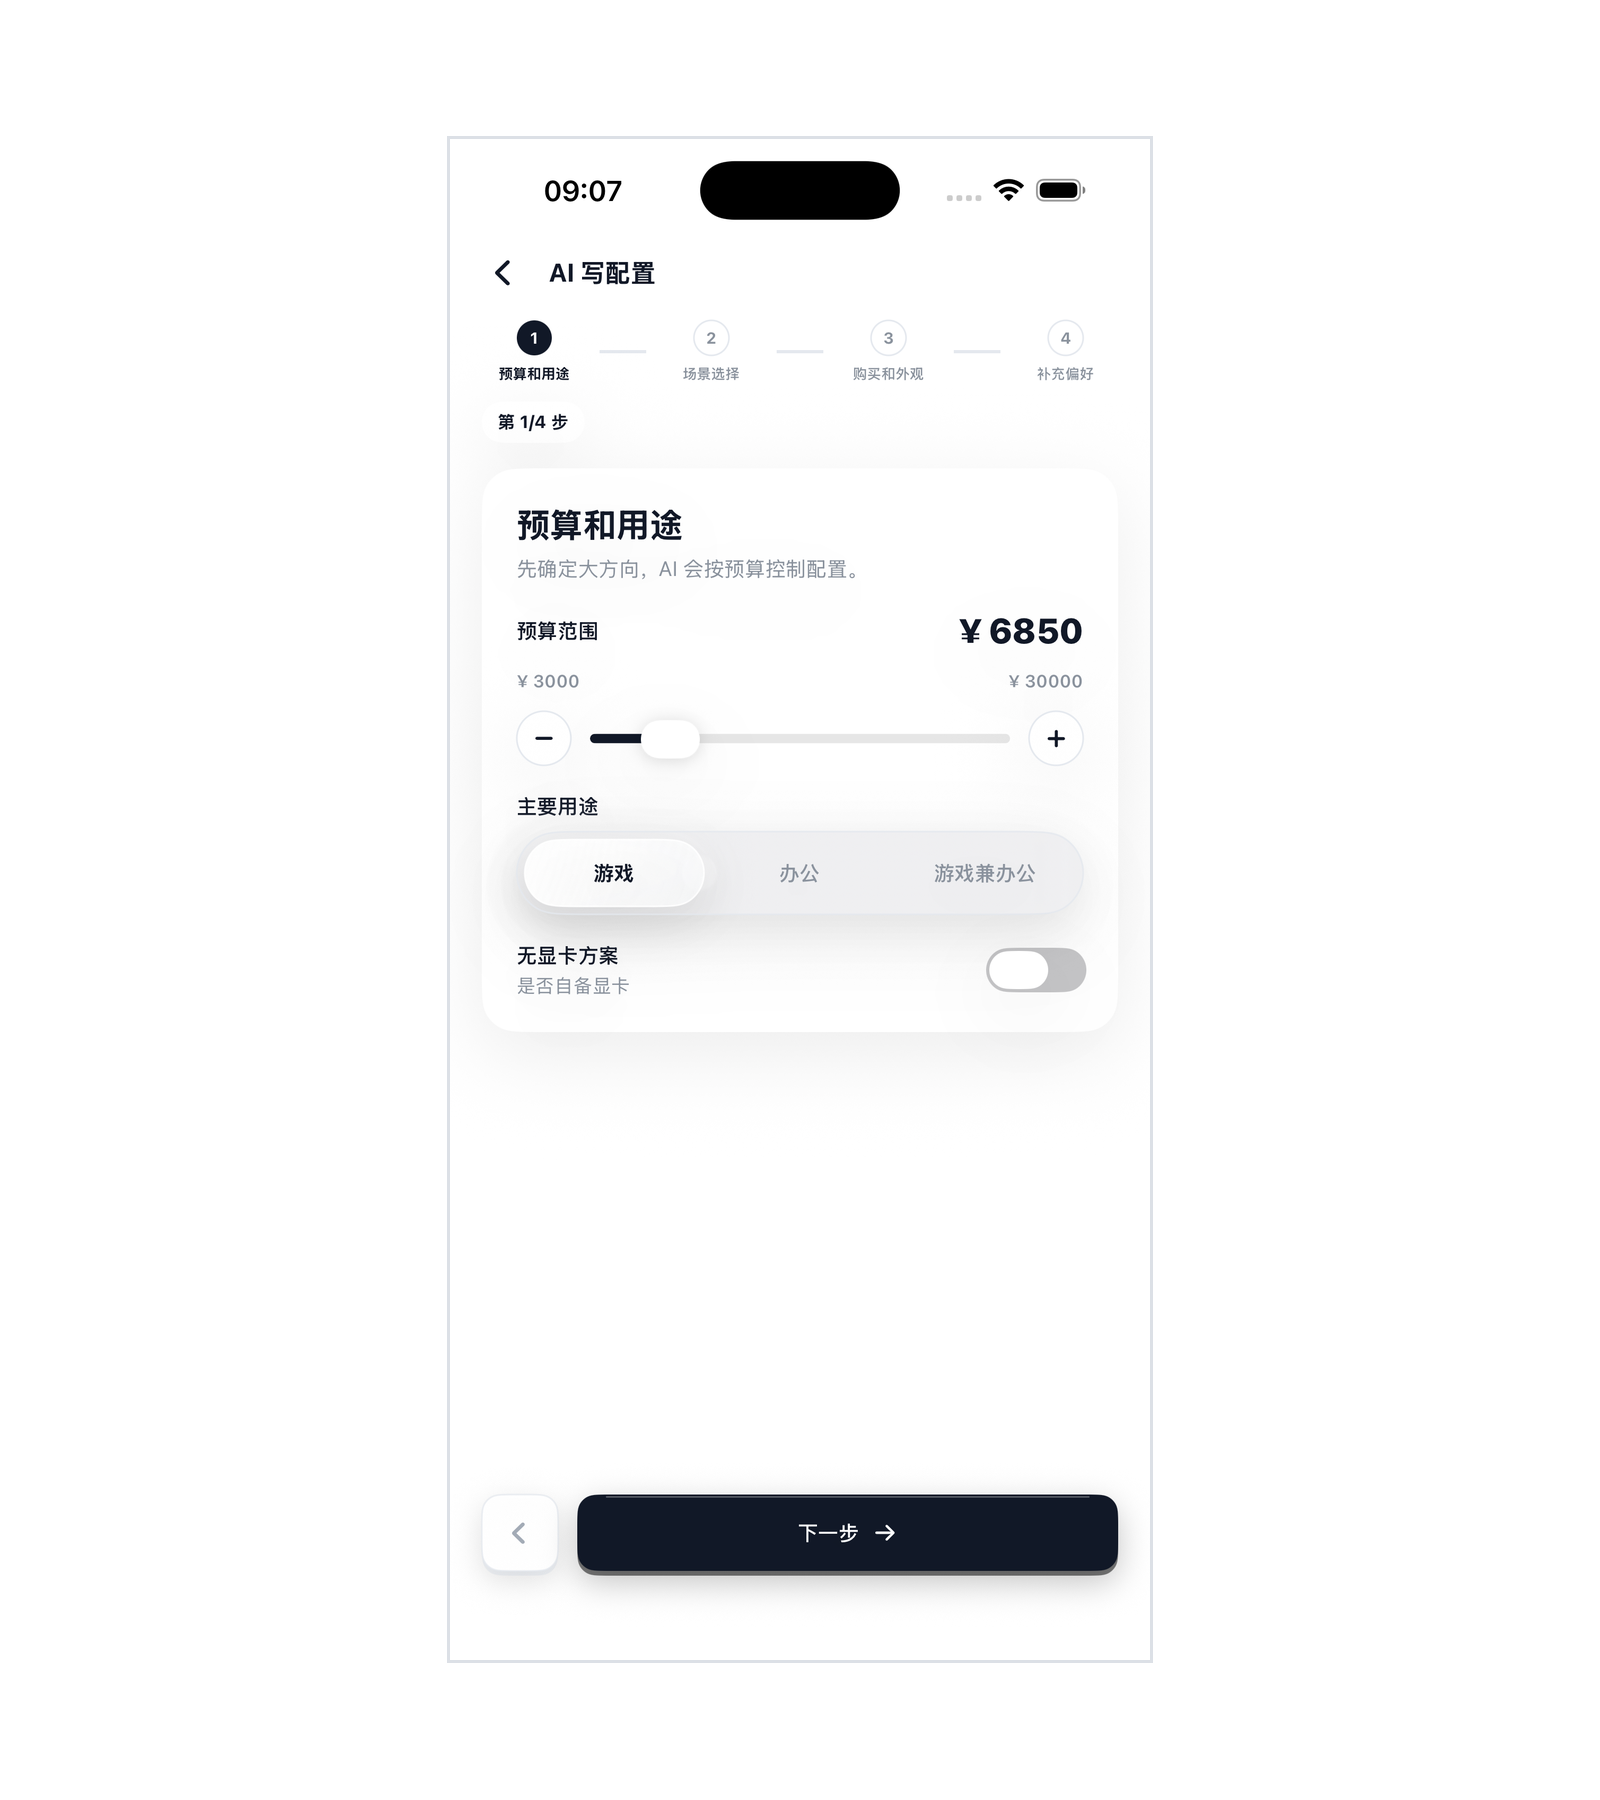 09:07
AI 写配置
1
2
3
4
预算和用途
场景选择
购买和外观
补充偏好
第 1/4 步
预算和用途
先确定大方向，AI 会按预算控制配置。
预算范围
¥ 6850
¥ 3000
¥ 30000
主要用途
游戏
办公
游戏兼办公
无显卡方案
是否自备显卡
下一步 →